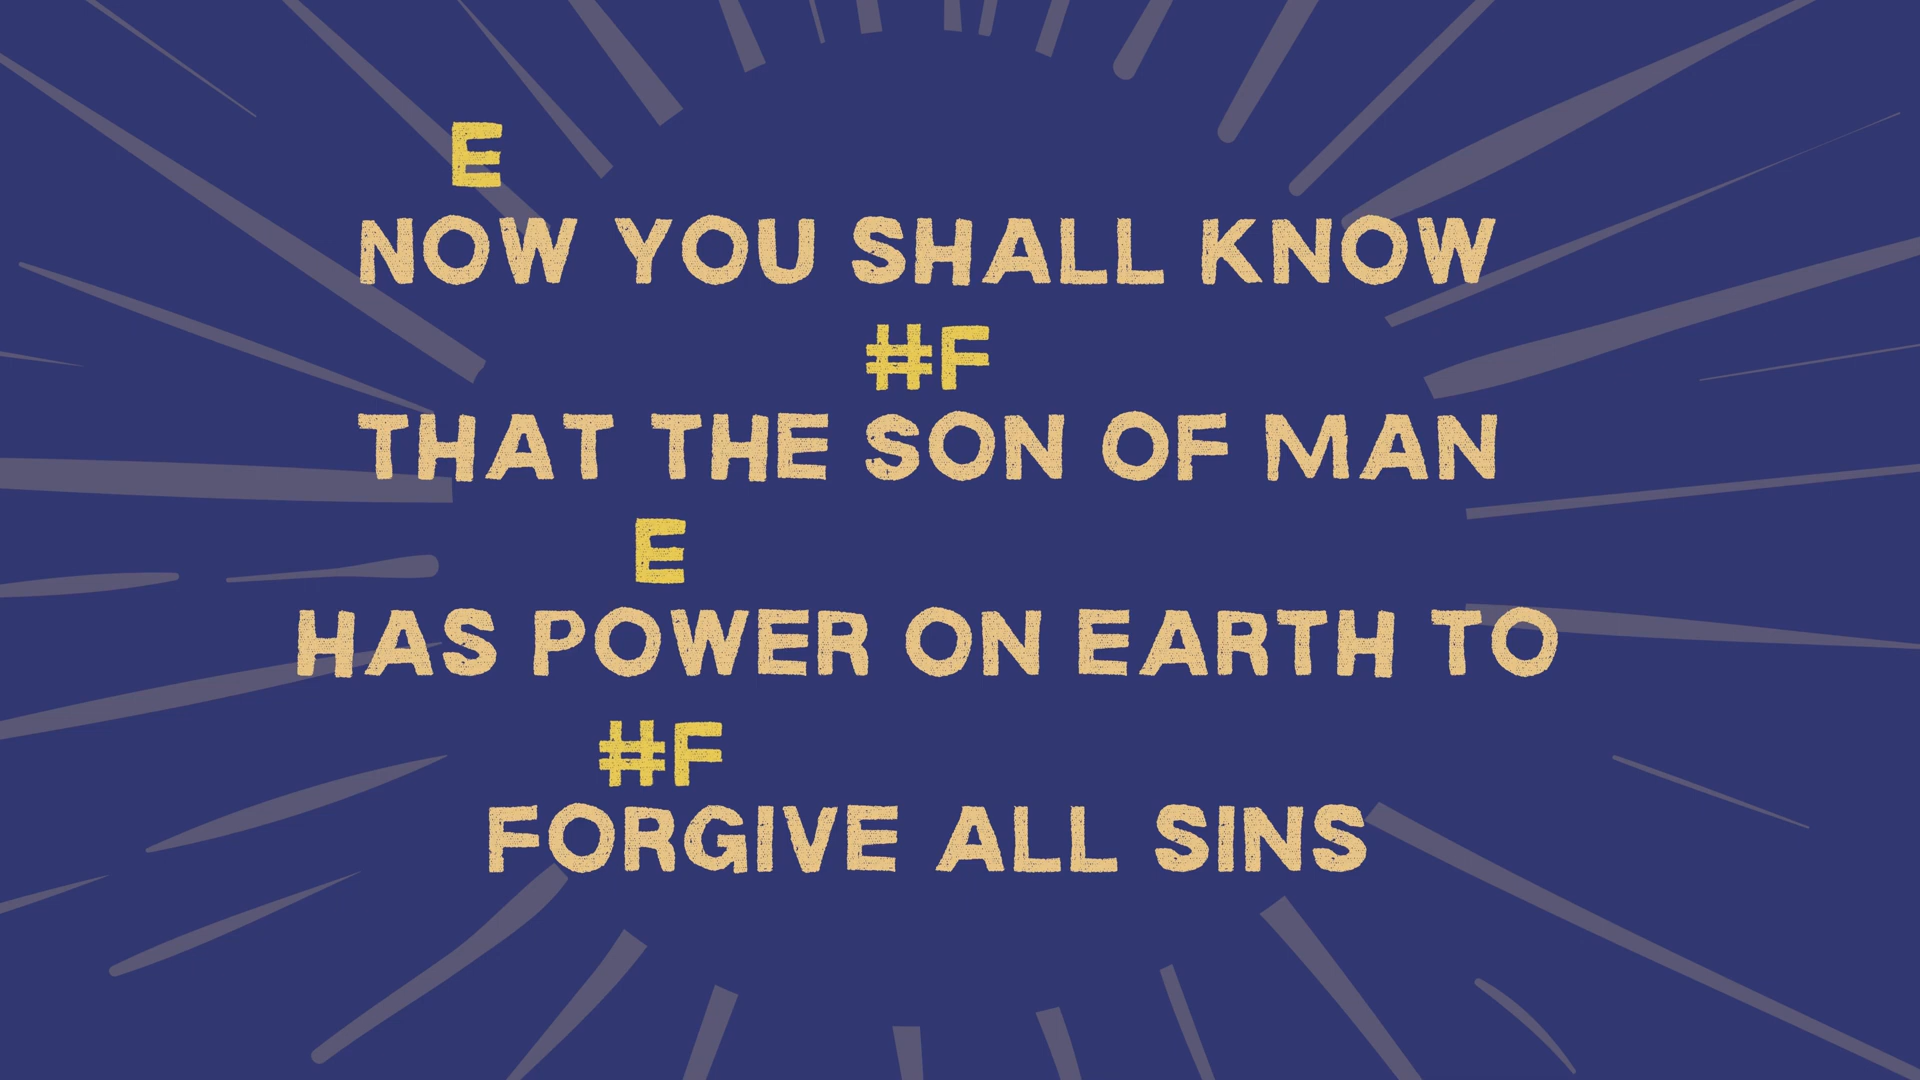 E
NOW YOU SHALL KNOW
#F
THAT THE SON OF MAN
E
HAS POWER ON EARTH TO
#F
FORGIVE ALL SINS